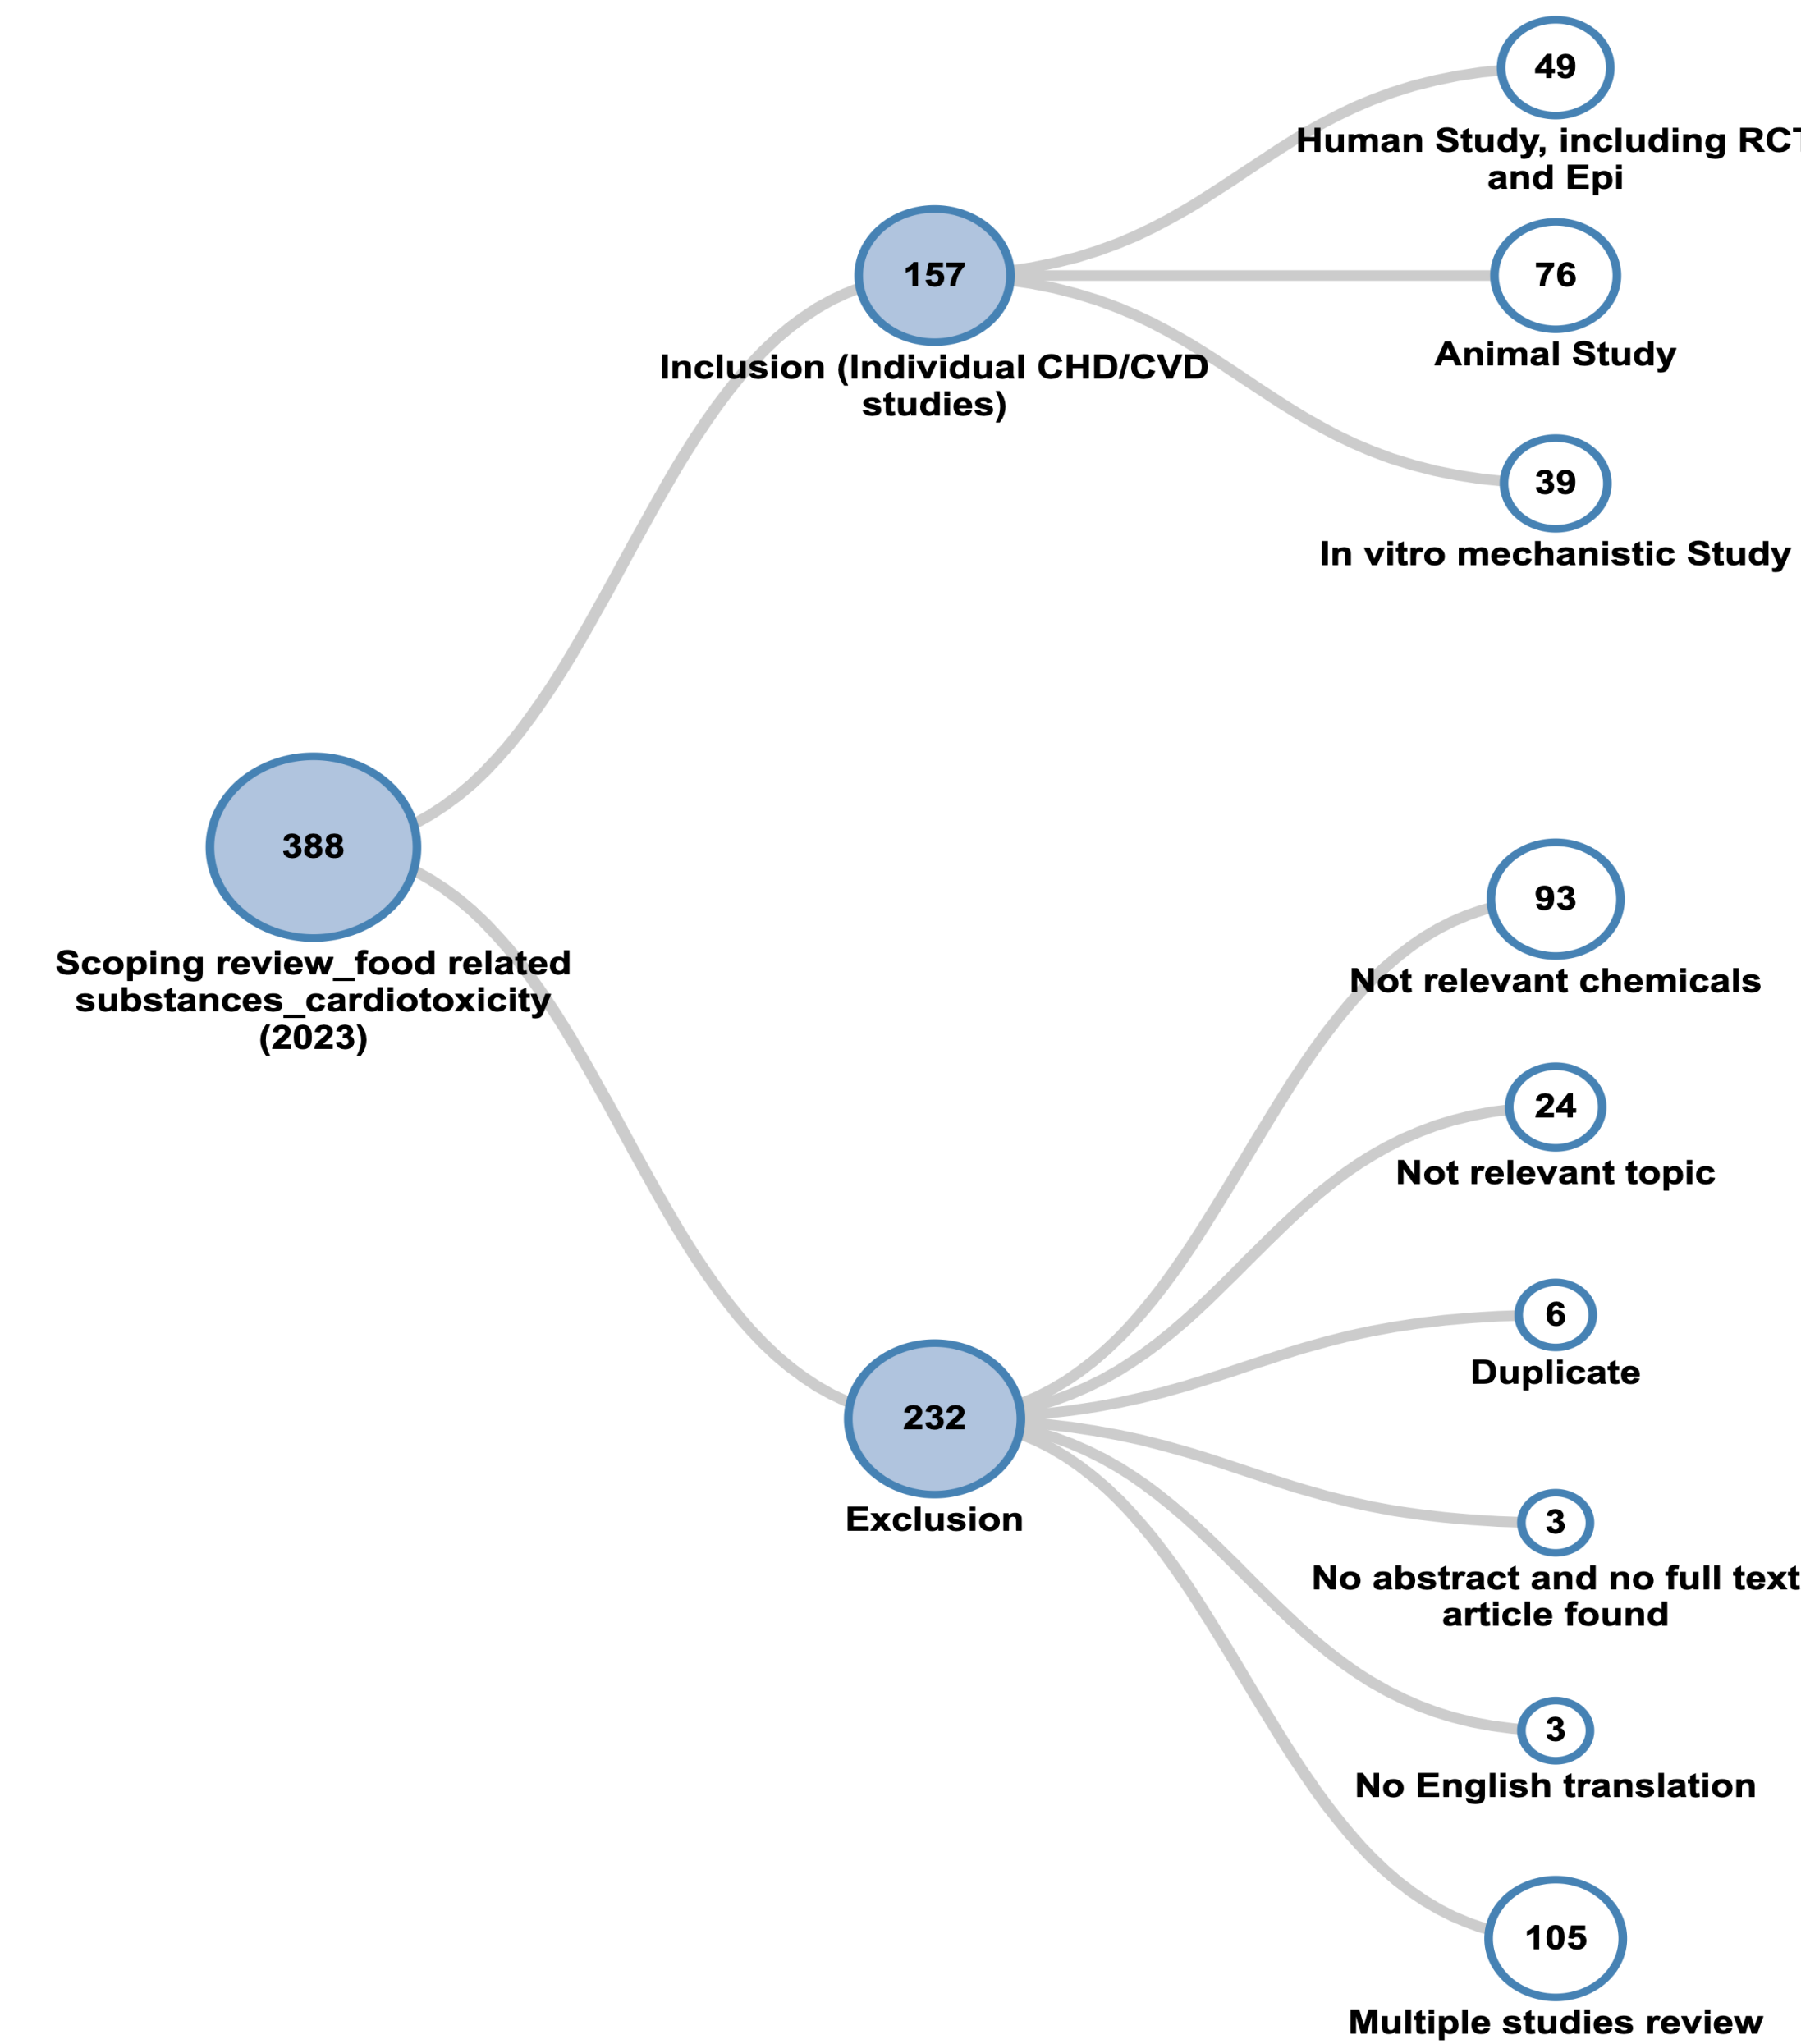 49
Human Study, including RCT
and Epi
157
Inclusion (Individual CHD/CVD
studies)
76
Animal Study
39
In vitro mechanistic Study
388
Scoping review_food related
substances_cardiotoxicity
(2023)
93
Not relevant chemicals
24
Not relevant topic
6
Duplicate
232
Exclusion
3
No abstract and no full text
article found
3
No English translation
105
Multiple studies review